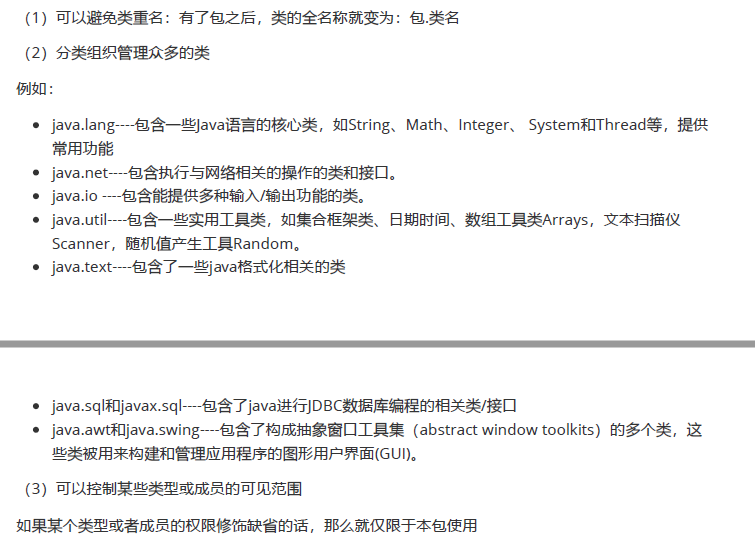 （1）可以避免类重名：有了包之后，类的全名称就变为：包.类名
（2）分类组织管理众多的类
例如：
• java.lang----包含一些Java语言的核心类，如String、Math、Integer、 System和Thread等，提供
常用功能
• java.net----包含执行与网络相关的操作的类和接口。
• java.io ----包含能提供多种输入/输出功能的类。
• java.util----包含一些实用工具类，如集合框架类、日期时间、数组工具类Arrays，文本扫描仪
Scanner，随机值产生工具Random。
• java.text----包含了一些java格式化相关的类
• java.sql和javax.sql----包含了java进行JDBC数据库编程的相关类/接口
• java.awt和java.swing----包含了构成抽象窗口工具集（abstract window toolkits）的多个类，这
些类被用来构建和管理应用程序的图形用户界面(GUI)。
（3）可以控制某些类型或成员的可见范围
如果某个类型或者成员的权限修饰缺省的话，那么就仅限于本包使用